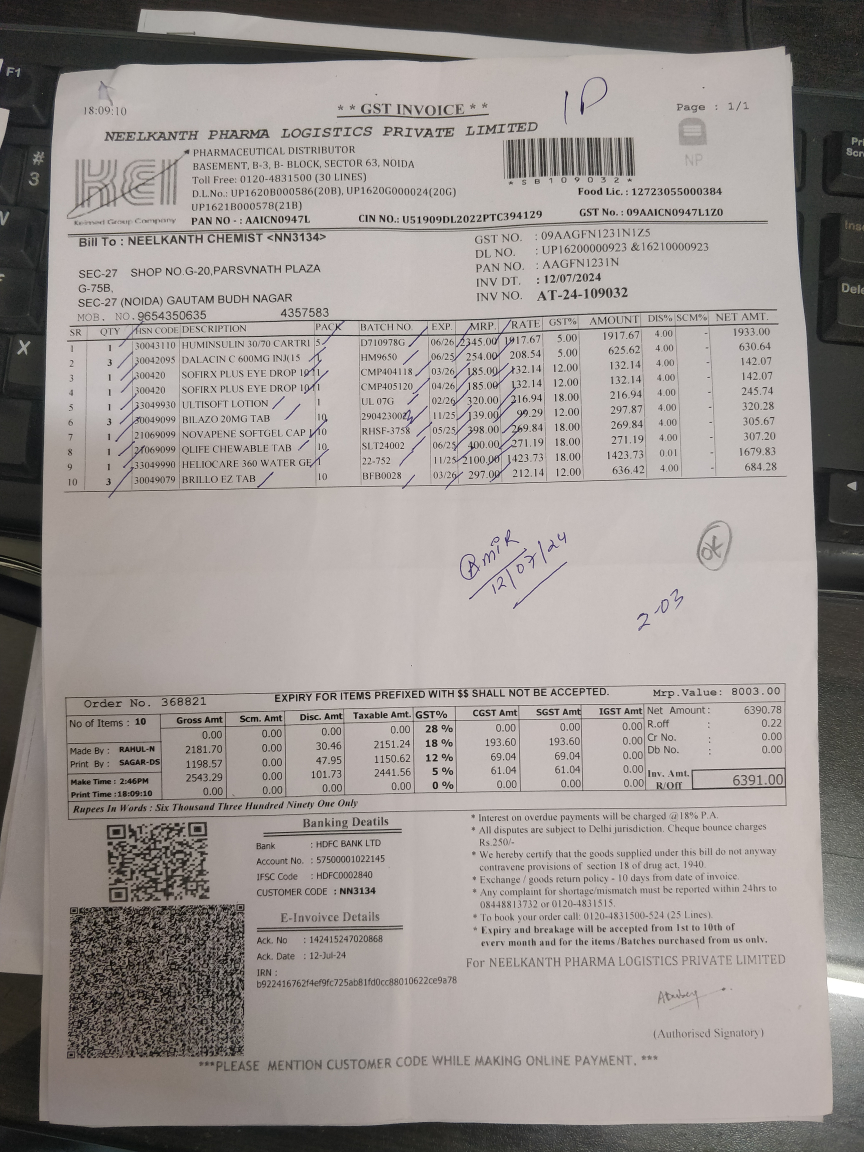 18:09:10
* * GST INVOICE * *
1D
Page : 1/1
NEELKANTH PHARMA LOGISTICS PRIVATE LIMITED
NP
KEI
Keimed Group Company
PHARMACEUTICAL DISTRIBUTOR
BASEMENT, B-3, B- BLOCK, SECTOR 63, NOIDA
Toll Free: 0120-4831500 (30 LINES)
D.L.No.: UP1620B000586(20B), UP1620G000024(20G)
UP1621B000578(21B)
*5B109032*
Food Lic. : 12723055000384
PAN NO - : AAICN0947L CIN NO.: U51909DL2022PTC394129 GST No. : 09AAICN0947L1Z0
Bill To : NEELKANTH CHEMIST <NN3134>
SEC-27 SHOP NO.G-20,PARSVNATH PLAZA
G-75B,
SEC-27 (NOIDA) GAUTAM BUDH NAGAR
MOB. NO.9654350635 4357583
GST NO. : 09AAGFN1231N1Z5
DL NO. : UP16200000923 &16210000923
PAN NO. : AAGFN1231N
INV DT. : 12/07/2024
INV NO. AT-24-109032
SR QTY HSN CODE DESCRIPTION PACK BATCH NO. EXP. MRP. RATE GST% AMOUNT DIS% SCM% NET AMT.
1 1 30043110 HUMINSULIN 30/70 CARTRI 5 D710978G 06/26 2345.00 1917.67 5.00 1917.67 4.00 - 1933.00
2 3 30042095 DALACIN C 600MG INJ(15 1 HM9650 06/25 254.00 208.54 5.00 625.62 4.00 - 630.64
3 1 300420 SOFIRX PLUS EYE DROP 10 1 CMP404118 03/26 185.00 132.14 12.00 132.14 4.00 - 142.07
4 1 300420 SOFIRX PLUS EYE DROP 10 1 CMP405120 04/26 185.00 132.14 12.00 132.14 4.00 - 142.07
5 1 33049930 ULTISOFT LOTION 1 UL 07G 02/26 320.00 216.94 18.00 216.94 4.00 - 245.74
6 3 30049099 BILAZO 20MG TAB 10 29042300 11/25 139.00 99.29 12.00 297.87 4.00 - 320.28
7 1 21069099 NOVAPENE SOFTGEL CAP 10 RHSF-3758 05/25 398.00 269.84 18.00 269.84 4.00 - 305.67
8 1 21069099 QLIFE CHEWABLE TAB 10 SLT24002 06/25 400.00 271.19 18.00 271.19 4.00 - 307.20
9 1 33049990 HELIOCARE 360 WATER GE 1 22-752 11/25 2100.00 1423.73 18.00 1423.73 0.01 - 1679.83
10 3 30049079 BRILLO EZ TAB 10 BFB0028 03/26 297.00 212.14 12.00 636.42 4.00 - 684.28
Amir
12/07/24
OK
2-03
Order No. 368821 EXPIRY FOR ITEMS PREFIXED WITH $$ SHALL NOT BE ACCEPTED. Mrp.Value: 8003.00
No of Items : 10
Made By : RAHUL-N
Print By : SAGAR-DS
Make Time : 2:46PM
Print Time :18:09:10
Gross Amt Scm. Amt Disc. Amt Taxable Amt. GST% CGST Amt SGST Amt IGST Amt
0.00 0.00 0.00 0.00 28 % 0.00 0.00 0.00
2181.70 0.00 30.46 2151.24 18 % 193.60 193.60 0.00
1198.57 0.00 47.95 1150.62 12 % 69.04 69.04 0.00
2543.29 0.00 101.73 2441.56 5 % 61.04 61.04 0.00
0.00 0.00 0.00 0.00 0 % 0.00 0.00 0.00
Net Amount: 6390.78
R.off : 0.22
Cr No. : 0.00
Db No. : 0.00
Inv. Amt. R/Off 6391.00
Rupees In Words : Six Thousand Three Hundred Ninety One Only
Banking Deatils
Bank : HDFC BANK LTD
Account No. : 57500001022145
IFSC Code : HDFC0002840
CUSTOMER CODE : NN3134
E-Invoivce Details
Ack. No : 142415247020868
Ack. Date : 12-Jul-24
IRN :
b922416762f4ef9fc725ab81fd0cc88010622ce9a78
* Interest on overdue payments will be charged @18% P.A.
* All disputes are subject to Delhi jurisdiction. Cheque bounce charges
Rs.250/-
* We hereby certify that the goods supplied under this bill do not anyway
contravene provisions of section 18 of drug act, 1940.
* Exchange / goods return policy - 10 days from date of invoice.
* Any complaint for shortage/mismatch must be reported within 24hrs to
08448813732 or 0120-4831515.
* To book your order call: 0120-4831500-524 (25 Lines).
* Expiry and breakage will be accepted from 1st to 10th of
every month and for the items /Batches purchased from us only.
For NEELKANTH PHARMA LOGISTICS PRIVATE LIMITED
(Authorised Signatory)
***PLEASE MENTION CUSTOMER CODE WHILE MAKING ONLINE PAYMENT. ***
F1
#
3
X